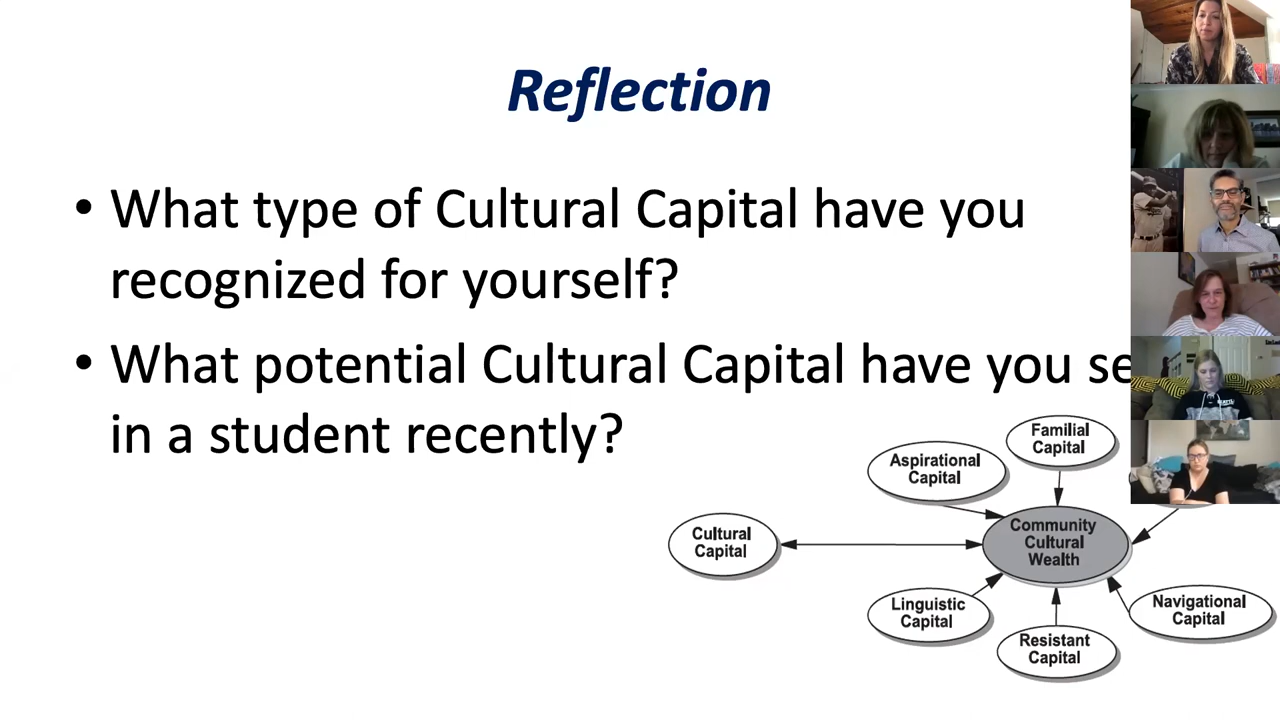 Reflection
• What type of Cultural Capital have you
recognized for yourself?
• What potential Cultural Capital have you se
in a student recently?
Familial
Capital
Aspirational
Capital
Community
Cultural
Wealth
Cultural
Capital
Linguistic
Capital
Navigational
Capital
Resistant
Capital